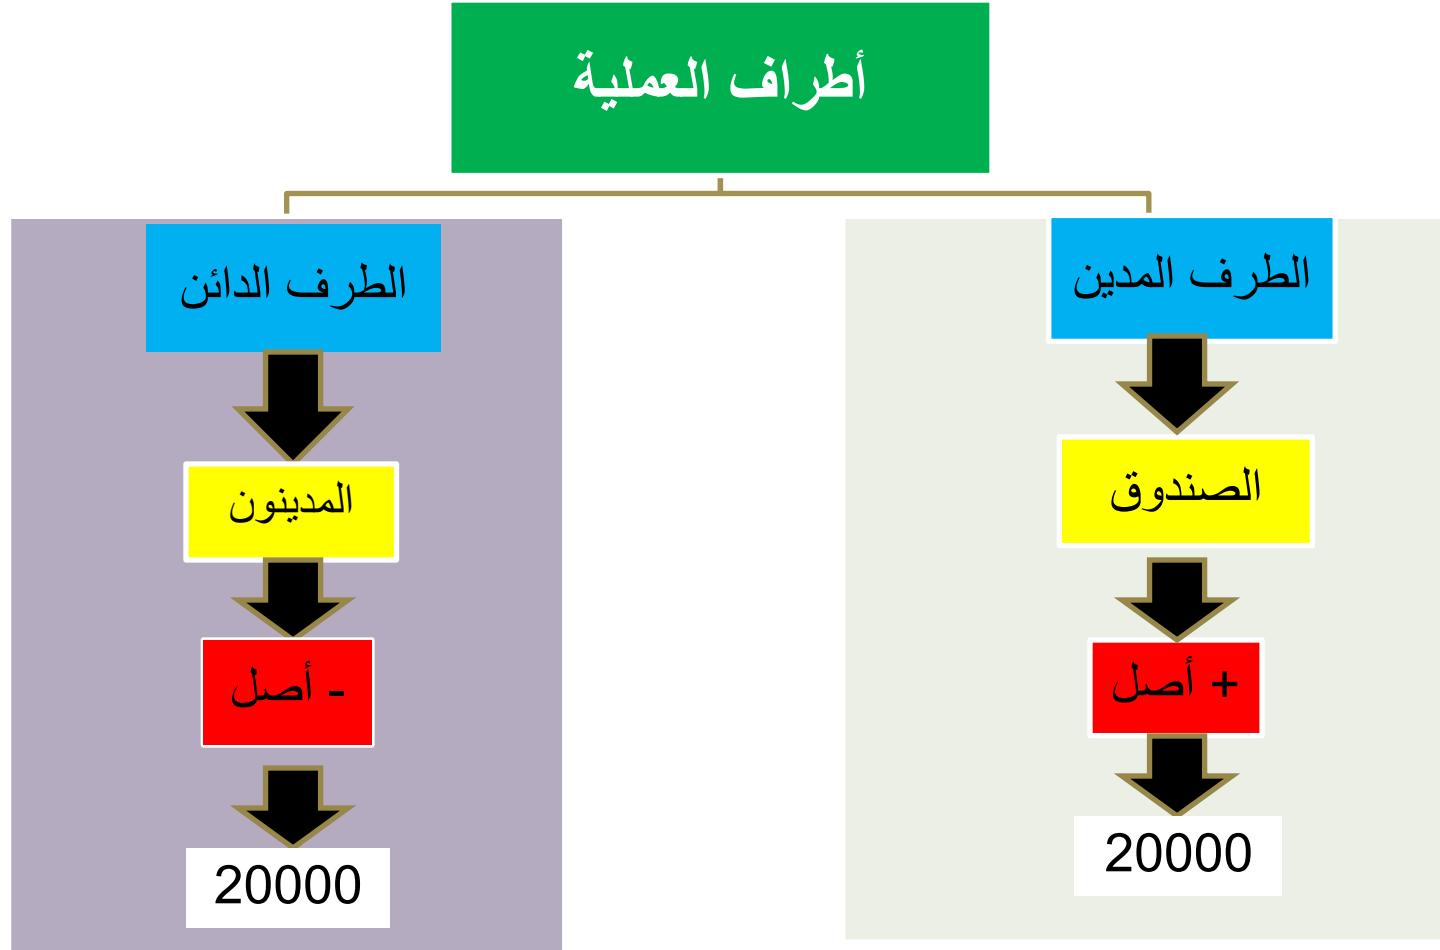 أطراف العملية
الطرف المدين
الصندوق
+ أصل
20000
الطرف الدائن
المدينون
- أصل
20000